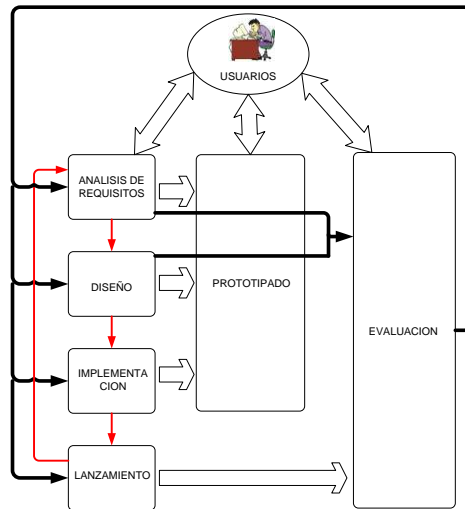 USUARIOS
ANALISIS DE
REQUISITOS
DISEÑO
PROTOTIPADO
EVALUACION
IMPLEMENTA
CION
LANZAMIENTO